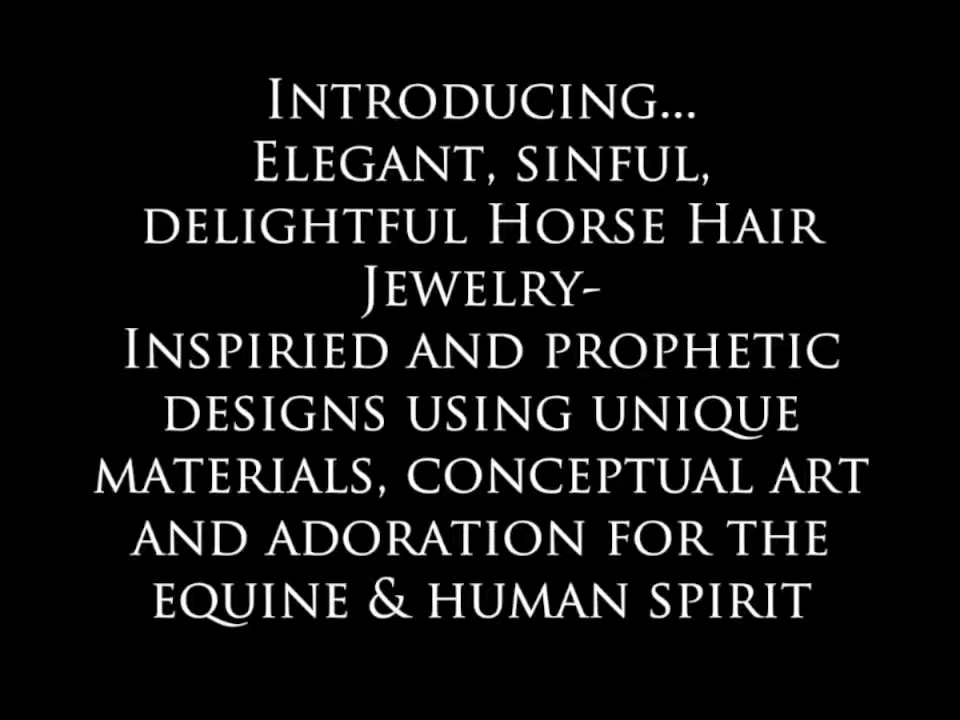 Introducing...
Elegant, sinful,
delightful Horse Hair
Jewelry-
Inspiried and prophetic
designs using unique
materials, conceptual art
and adoration for the
equine & human spirit